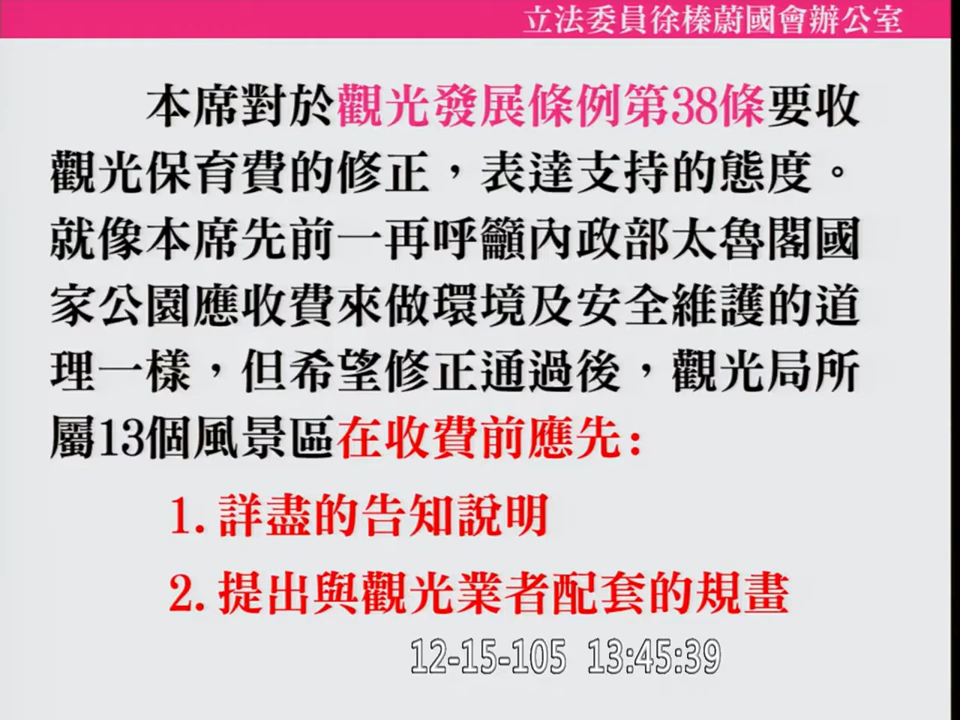 立法委員徐榛蔚國會辦公室
本席對於觀光發展條例第38條要收
觀光保育費的修正，表達支持的態度。
就像本席先前一再呼籲內政部太魯閣國
家公園應收費來做環境及安全維護的道
理一樣，但希望修正通過後，觀光局所
屬13個風景區在收費前應先：
1. 詳盡的告知說明
2. 提出與觀光業者配套的規畫
12-15-105 13:45:39